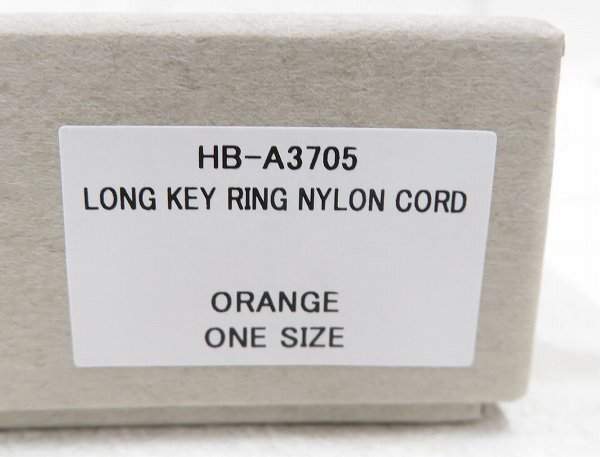 HB-A3705
LONG KEY RING NYLON CORD
ORANGE
ONE SIZE